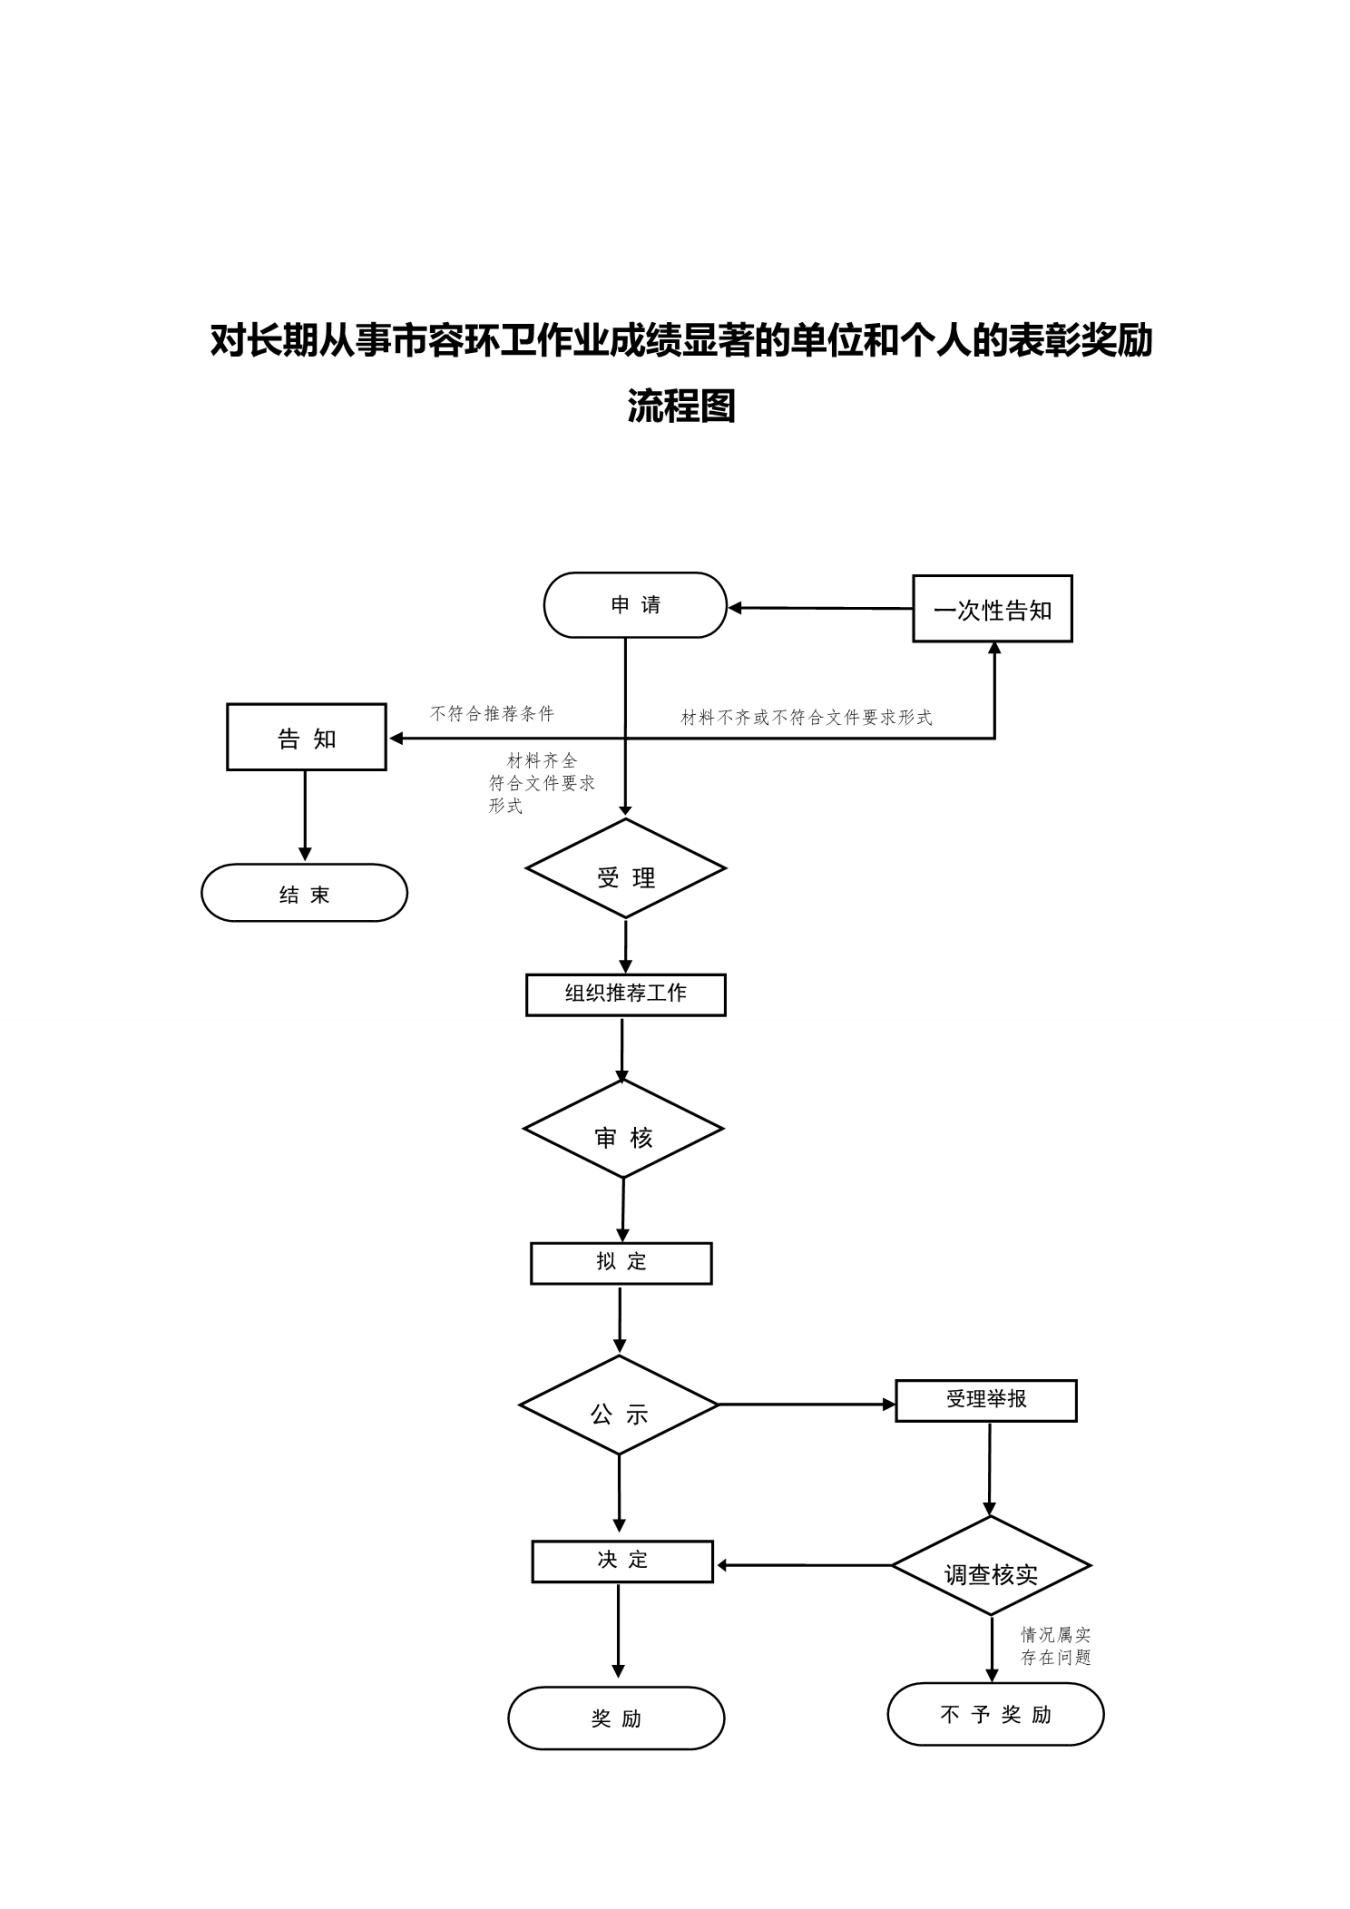 对长期从事市容环卫作业成绩显著的单位和个人的表彰奖励
流程图
申 请
一次性告知
不符合推荐条件
材料不齐或不符合文件要求形式
告 知
材料齐全
符合文件要求
形式
受 理
结 束
组织推荐工作
审 核
拟 定
公 示
受理举报
决 定
调查核实
情况属实
存在问题
奖 励
不 予 奖 励